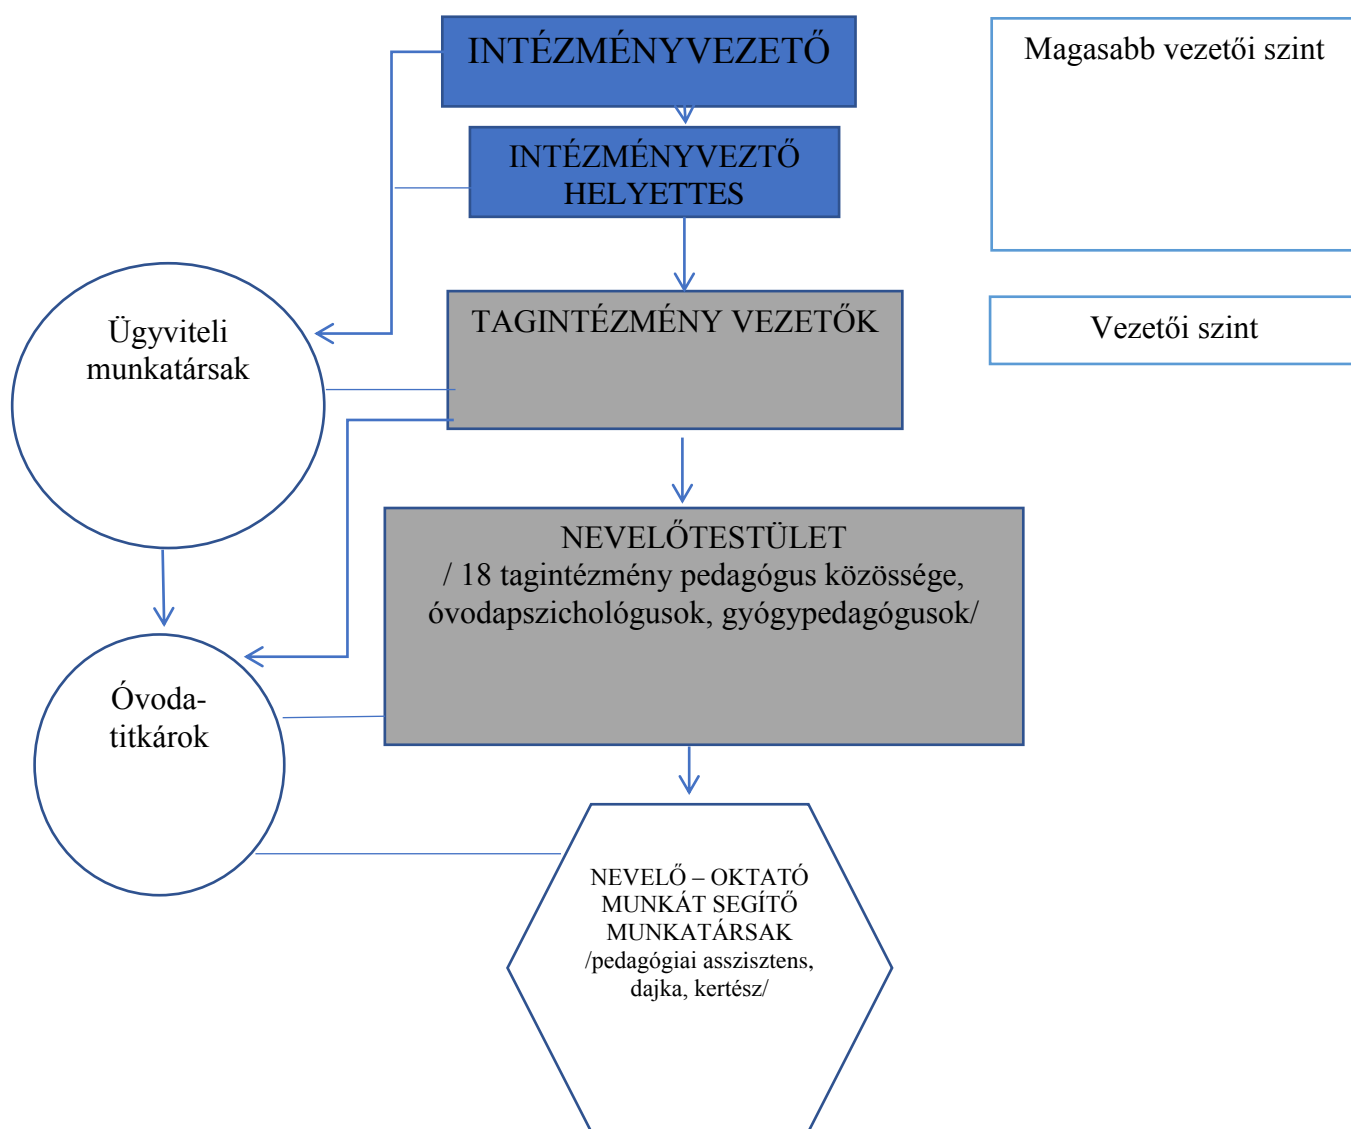 INTÉZMÉNYVEZETŐ
Magasabb vezetői szint
INTÉZMÉNYVEZTŐ
HELYETTES
TAGINTÉZMÉNY VEZETŐK
Vezetői szint
Ügyviteli
munkatársak
NEVELŐTESTÜLET
/ 18 tagintézmény pedagógus közössége,
óvodapszichológusok, gyógypedagógusok/
Óvoda-
titkárok
NEVELŐ – OKTATÓ
MUNKÁT SEGÍTŐ
MUNKATÁRSAK
/pedagógiai asszisztens,
dajka, kertész/